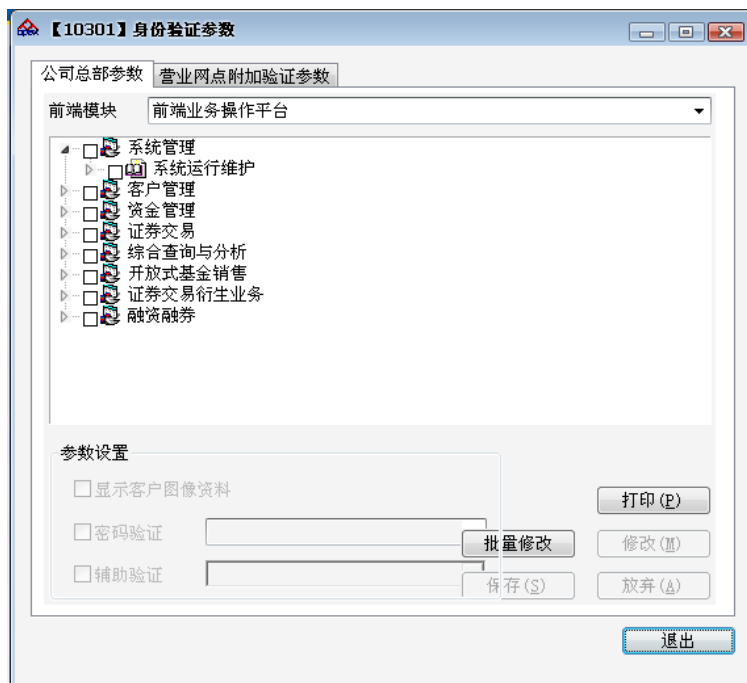 【10301】身份验证参数
公司总部参数 营业网点附加验证参数
前端模块 前端业务操作平台
系统管理
系统运行维护
客户管理
资金管理
证券交易
综合查询与分析
开放式基金销售
证券交易衍生业务
融资融券
参数设置
显示客户图像资料
打印(P)
密码验证
批量修改 修改(M)
辅助验证
保存(S) 放弃(A)
退出